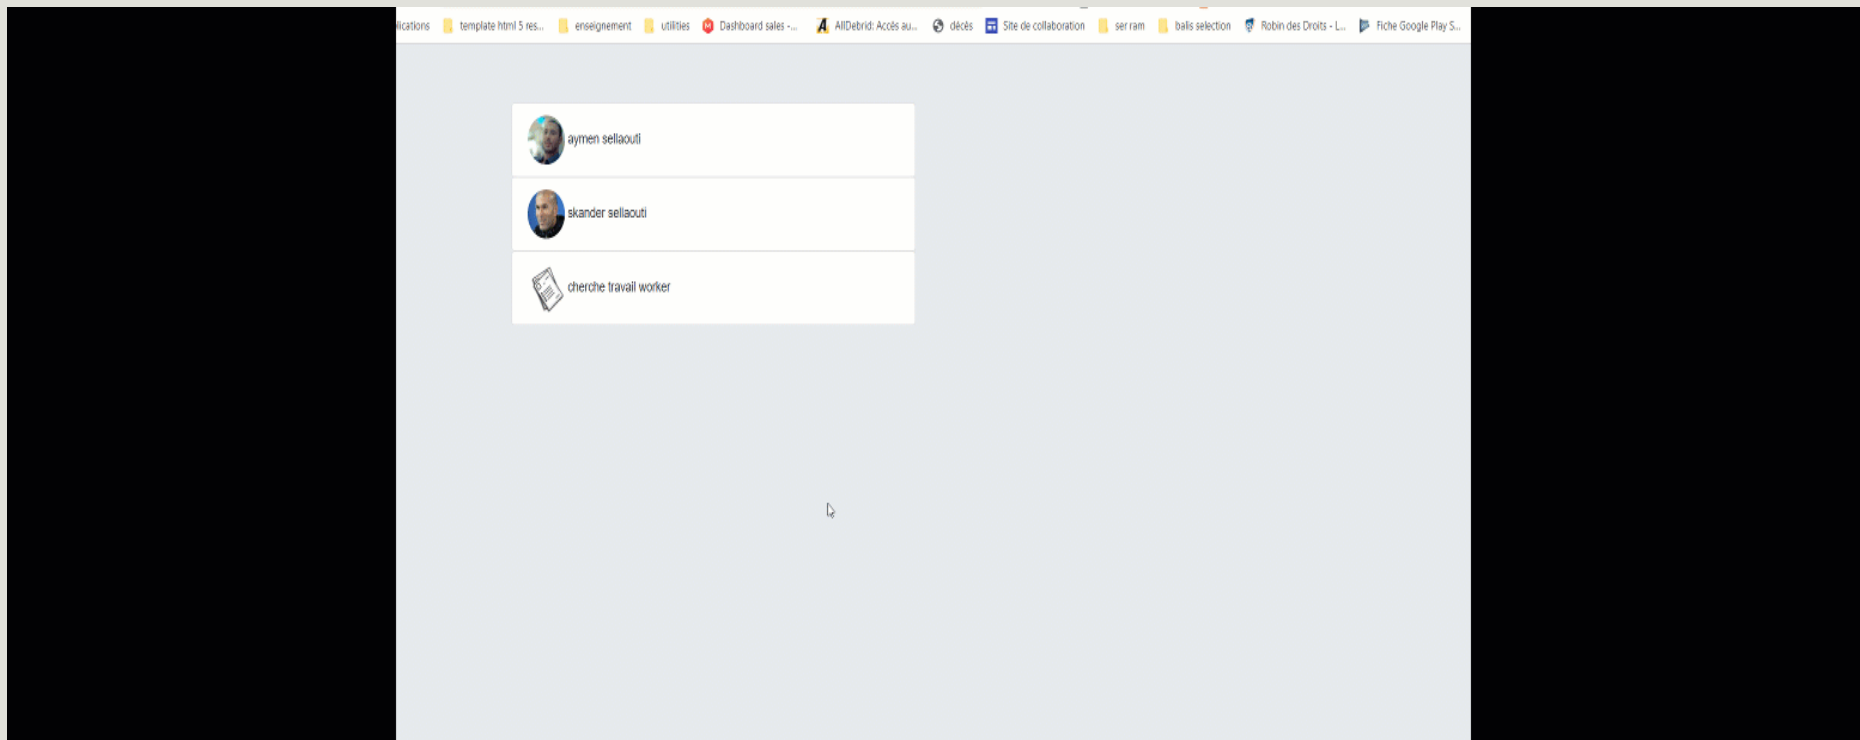 lications template html 5 res... enseignement utilities Dashboard sales -... AllDebrid: Accès au... décès Site de collaboration ser ram balis selection Robin des Droits - L... Fiche Google Play S...
aymen sellaouti
skander sellaouti
cherche travail worker